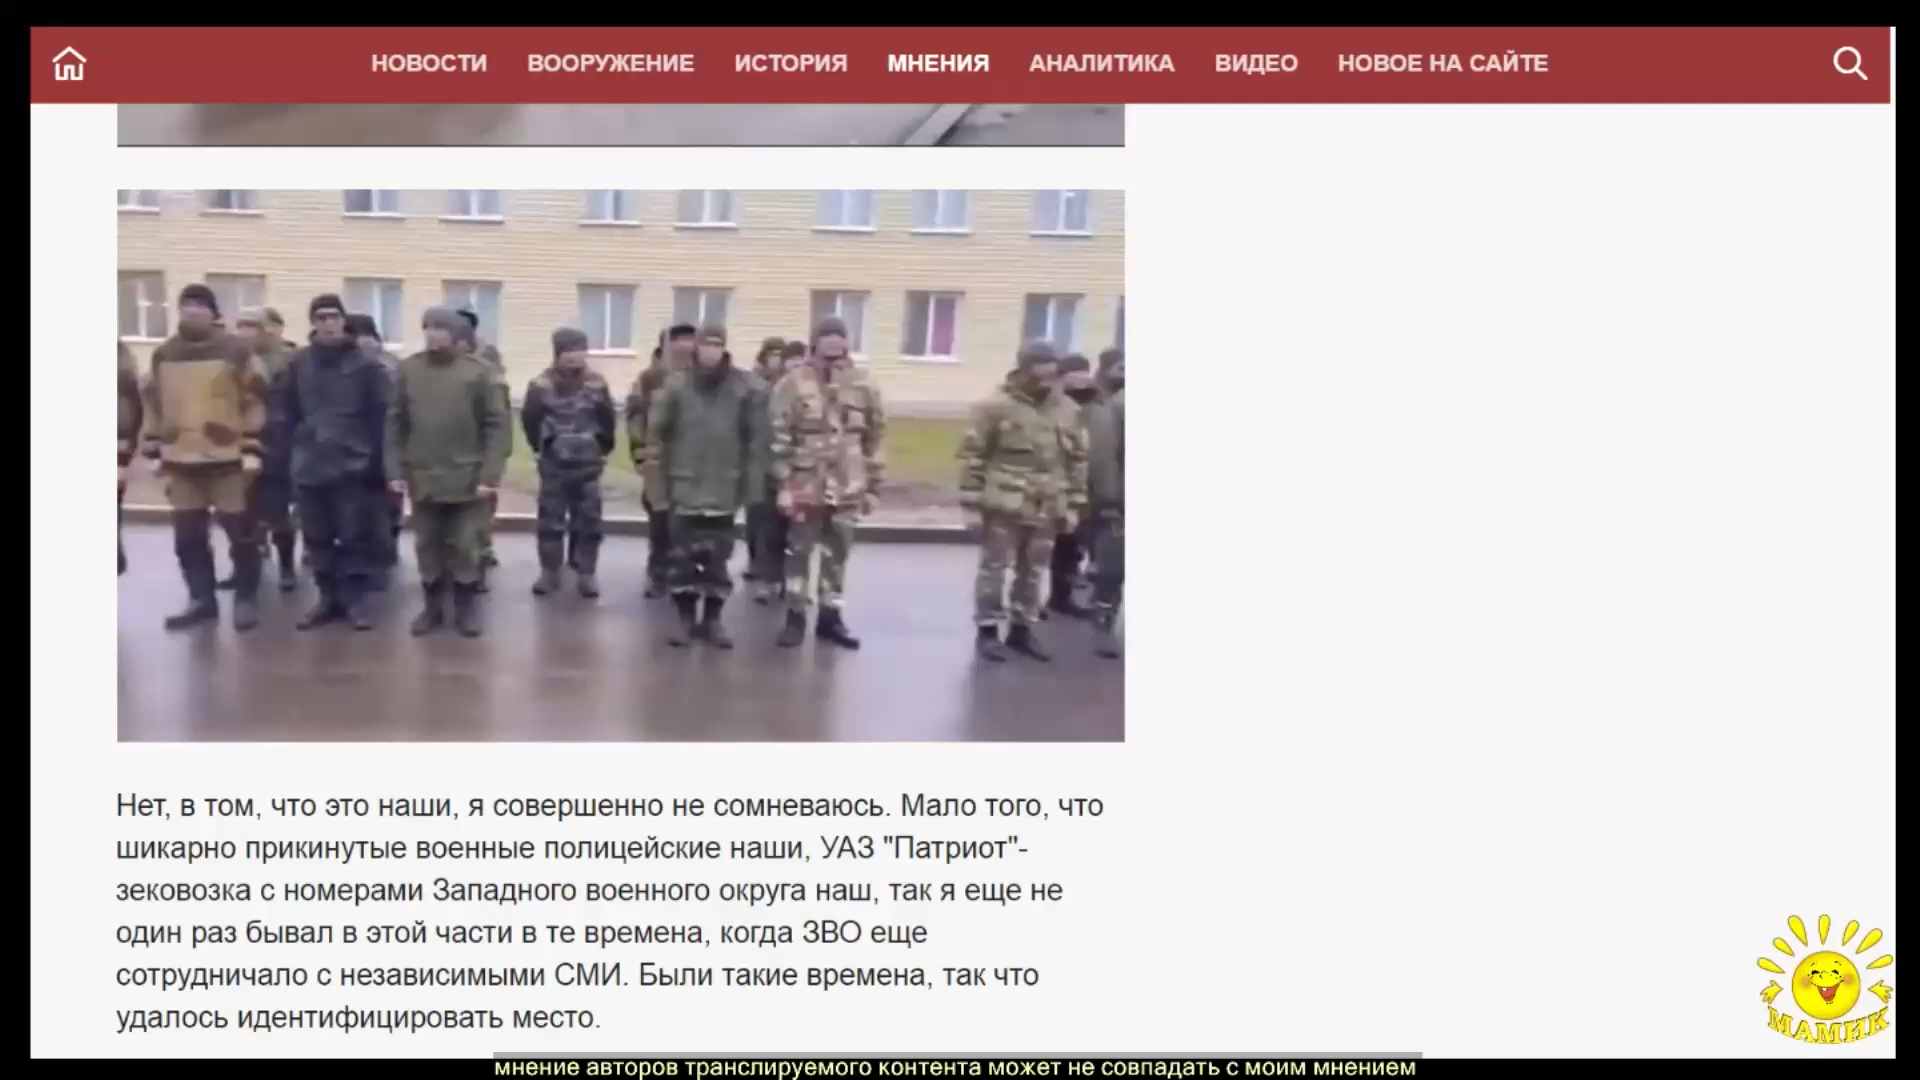 НОВОСТИ ВООРУЖЕНИЕ ИСТОРИЯ МНЕНИЯ АНАЛИТИКА ВИДЕО НОВОЕ НА САЙТЕ
Нет, в том, что это наши, я совершенно не сомневаюсь. Мало того, что
шикарно прикинутые военные полицейские наши, УАЗ "Патриот"-
зековозка с номерами Западного военного округа наш, так я еще не
один раз бывал в этой части в те времена, когда ЗВО еще
сотрудничало с независимыми СМИ. Были такие времена, так что
удалось идентифицировать место.
МАМИК
мнение авторов транслируемого контента может не совпадать с моим мнением